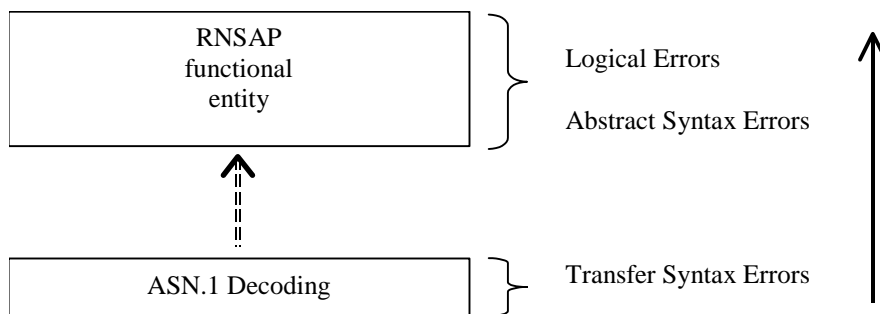 RNSAP
functional
entity
Logical Errors
Abstract Syntax Errors
ASN.1 Decoding
Transfer Syntax Errors